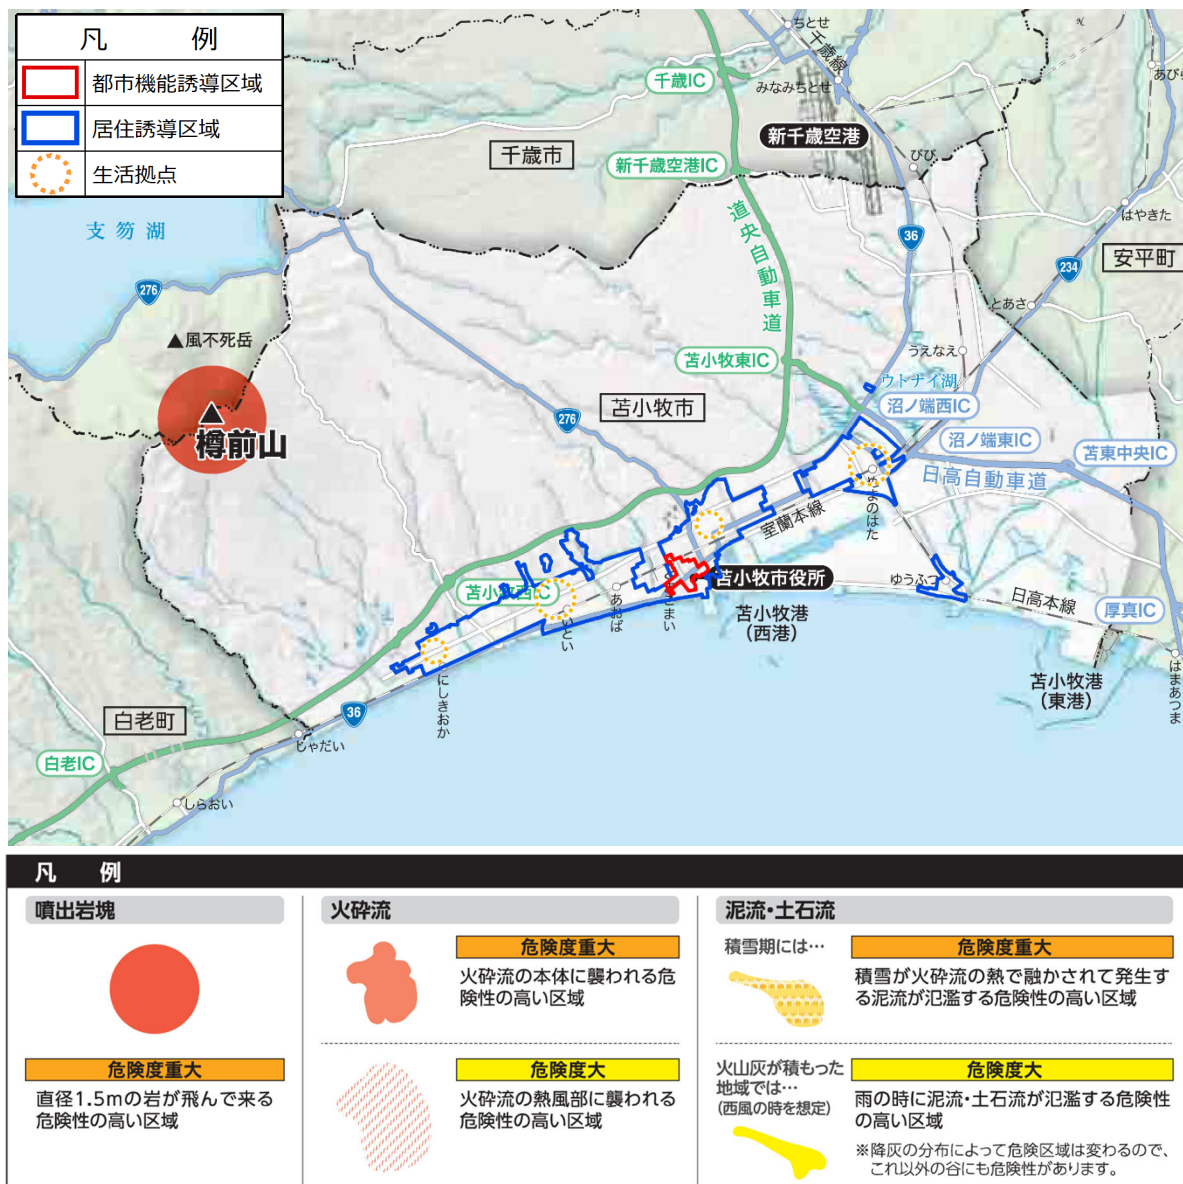 凡 例
都市機能誘導区域
居住誘導区域
生活拠点
ちとせ
千歳線
千歳IC
みなみちとせ
あびら
新千歳空港
千歳市
新千歳空港IC
びび
はやきた
支笏湖
道央自動車道
36
安平町
234
276
とあさ
風不死岳
うえなえ
苫小牧東IC
ウトナイ湖
樽前山
276
苫小牧市
沼ノ端西IC
沼ノ端東IC
苫東中央IC
日高自動車道
ぬまのはた
室蘭本線
苫小牧西IC
とまこまい
苫小牧市役所
ゆうふつ
日高本線
あおば
いとい
苫小牧港
(西港)
厚真IC
にしきおか
苫小牧港
(東港)
はまあつま
白老町
36
じゃだい
白老IC
しらおい
凡 例
噴出岩塊
危険度重大
直径1.5mの岩が飛んで来る
危険性の高い区域
火砕流
危険度重大
火砕流の本体に襲われる危
険性の高い区域
危険度大
火砕流の熱風部に襲われる
危険性の高い区域
泥流・土石流
積雪期には…
危険度重大
積雪が火砕流の熱で融かされて発生す
る泥流が氾濫する危険性の高い区域
火山灰が積もった
地域では…
(西風の時を想定)
危険度大
雨の時に泥流・土石流が氾濫する危険性
の高い区域
※降灰の分布によって危険区域は変わるので、
これ以外の谷にも危険性があります。